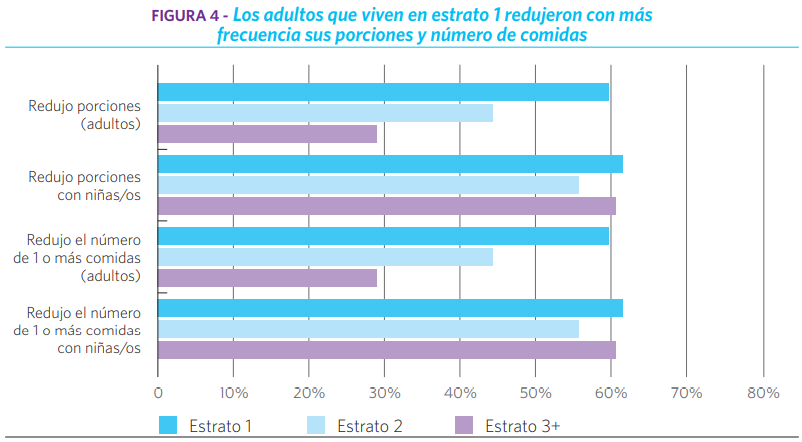 FIGURA 4 - Los adultos que viven en estrato 1 redujeron con más
frecuencia sus porciones y número de comidas
Redujo porciones
(adultos)
Redujo porciones
con niñas/os
Redujo el número
de 1 o más comidas
(adultos)
Redujo el número
de 1 o más comidas
con niñas/os
0 10% 20% 30% 40% 50% 60% 70% 80%
Estrato 1 Estrato 2 Estrato 3+